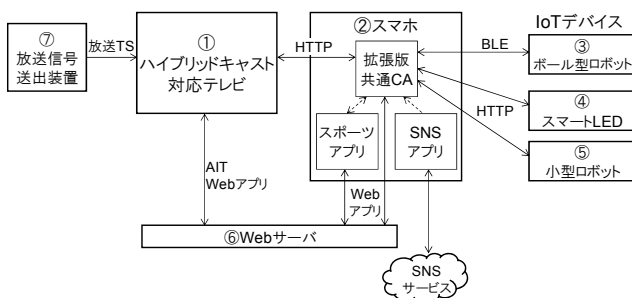 ⑦
放送信号
送出装置
放送TS
①
ハイブリッドキャスト
対応テレビ
HTTP
②スマホ
拡張版
共通CA
スポーツ
アプリ
SNS
アプリ
IoTデバイス
BLE
③
ボール型ロボット
④
スマートLED
HTTP
⑤
小型ロボット
AIT
Webアプリ
Web
アプリ
⑥Webサーバ
SNS
サービス